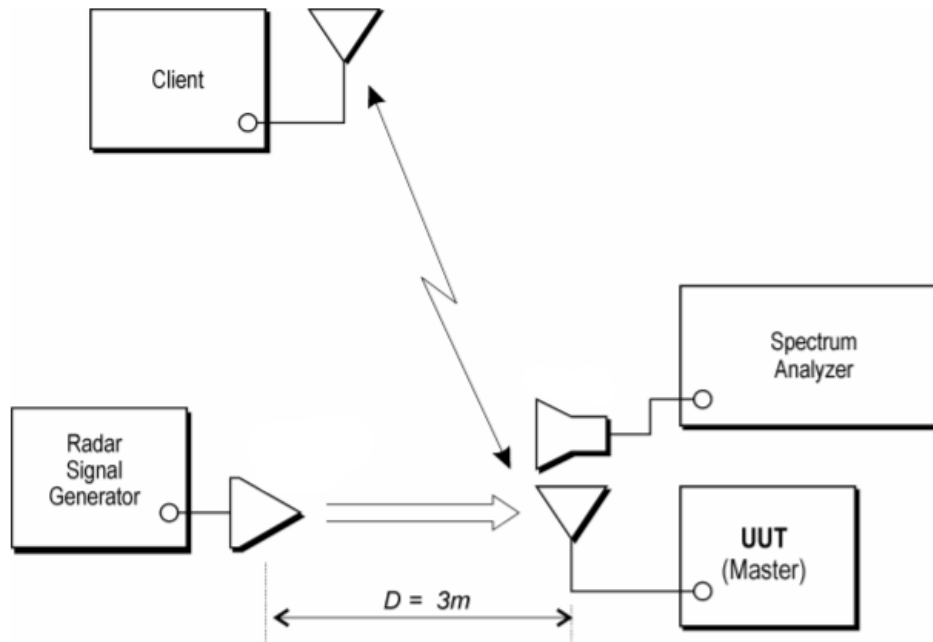 Client
Spectrum
Analyzer
Radar
Signal
Generator
UUT
(Master)
D = 3m